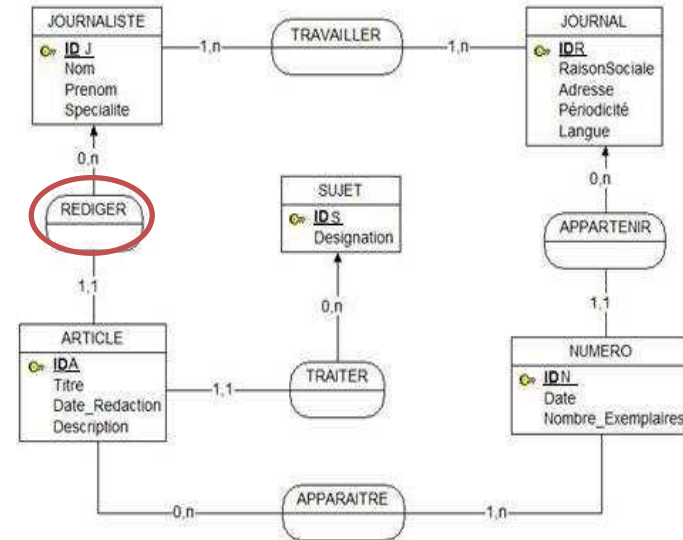 JOURNALISTE
ID J
Nom
Prenom
Specialite
1,n
TRAVAILLER
1,n
JOURNAL
IDR
RaisonSociale
Adresse
Périodicité
Langue
0,n
REDIGER
1,1
SUJET
IDS
Designation
0,n
APPARTENIR
1,1
0,n
TRAITER
1,1
ARTICLE
IDA
Titre
Date_Redaction
Description
NUMERO
IDN
Date
Nombre_Exemplaires
0,n
APPARAITRE
1,n